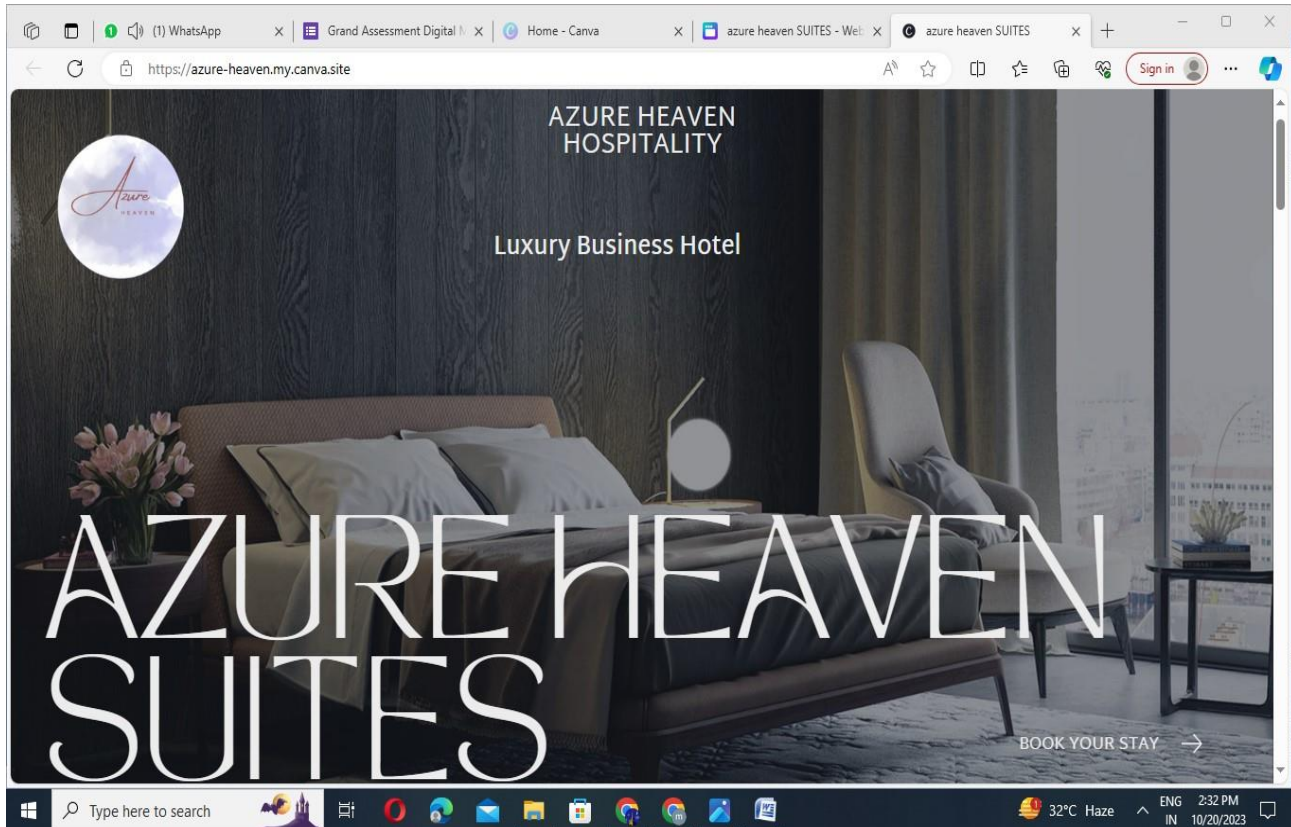 (1) WhatsApp
Grand Assessment Digital M
Home - Canva
azure heaven SUITES - Web
azure heaven SUITES
https://azure-heaven.my.canva.site
Sign in
AZURE HEAVEN
HOSPITALITY
Azure
HEAVEN
Luxury Business Hotel
AZURE HEAVEN
SUITES
BOOK YOUR STAY
Type here to search
32°C Haze
ENG
IN
2:32 PM
10/20/2023